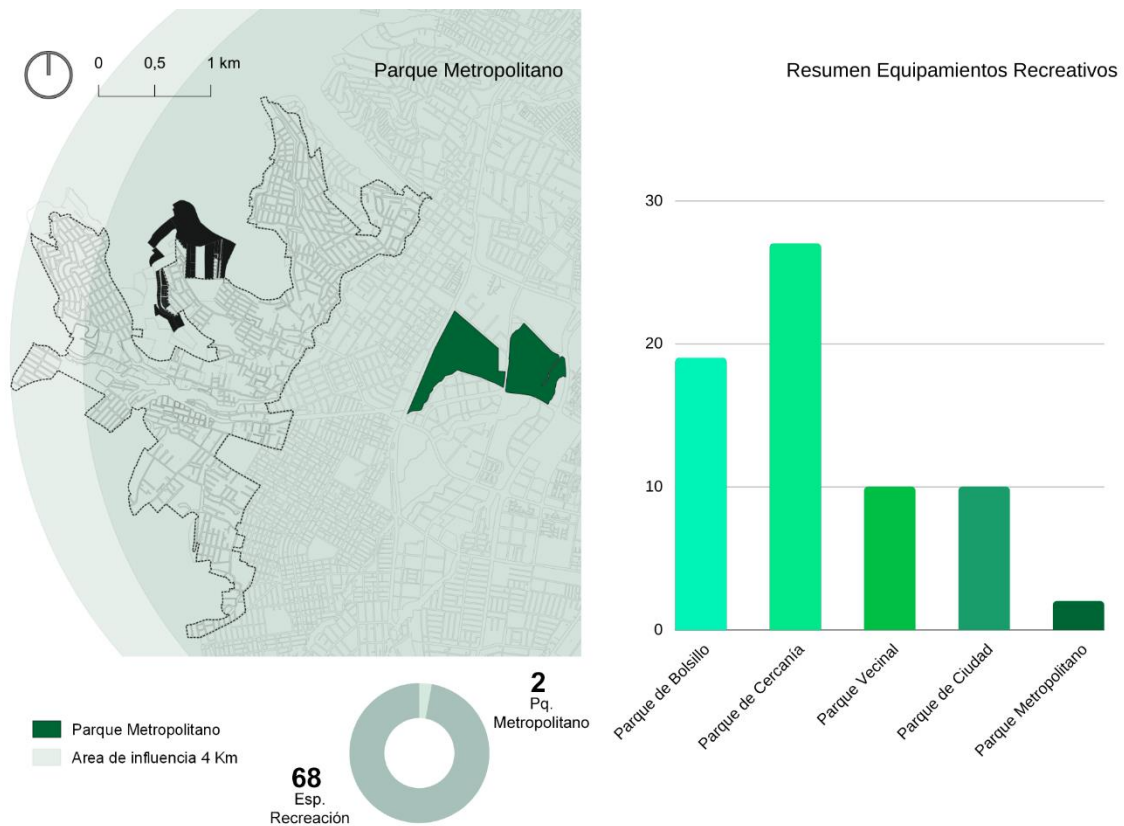 0 0,5 1 km
Parque Metropolitano
Parque Metropolitano
Area de influencia 4 Km
2
Pq.
Metropolitano
68
Esp.
Recreación
Resumen Equipamientos Recreativos
30
20
10
0
Parque de Bolsillo
Parque de Cercanía
Parque Vecinal
Parque de Ciudad
Parque Metropolitano